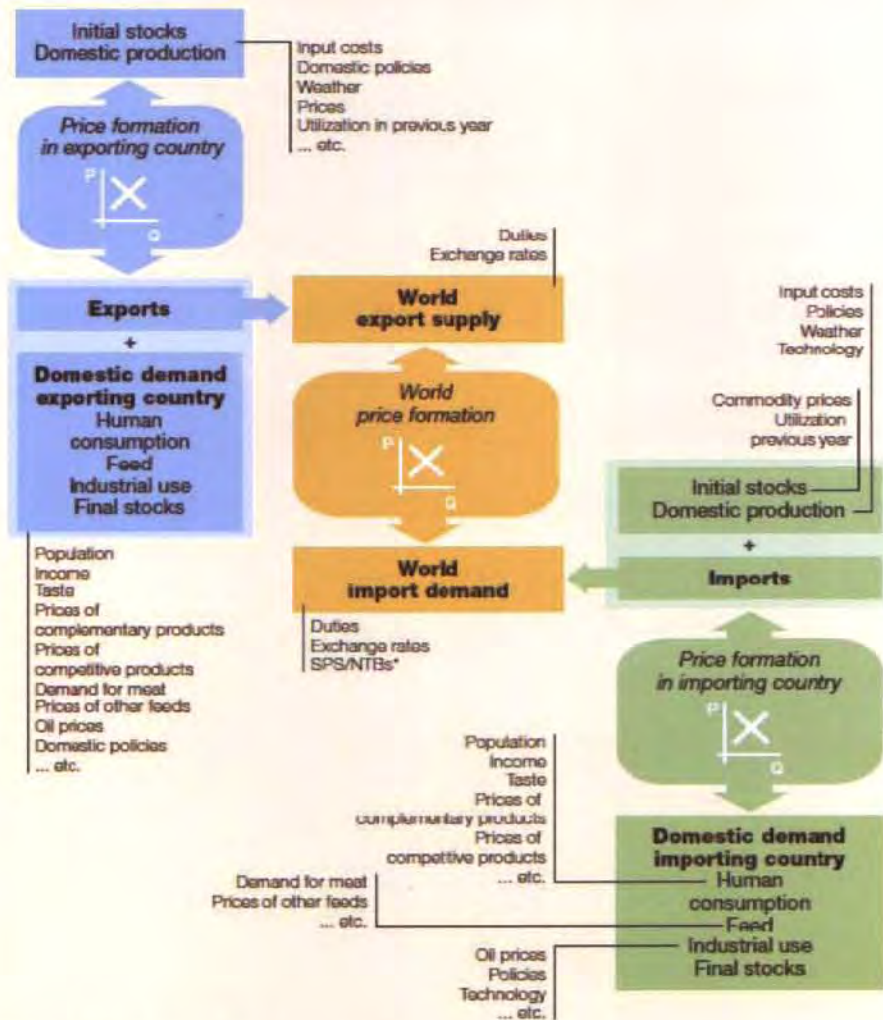 Initial stocks
Domestic production
Input costs
Domestic policies
Weather
Prices
Utilization in previous year
... etc.
Price formation
in exporting country
P
Q
Exports
+
Domestic demand
exporting country
Human
consumption
Feed
Industrial use
Final stocks
Population
Income
Taste
Prices of
complementary products
Prices of
competitive products
Demand for meat
Prices of other feeds
Oil prices
Domestic policies
... etc.
Duties
Exchange rates
World
export supply
World
price formation
P
Q
World
import demand
Duties
Exchange rates
SPS/NTBs*
Input costs
Policies
Weather
Technology
Commodity prices
Utilization
previous year
Initial stocks
Domestic production
+
Imports
Price formation
in importing country
P
Q
Population
Income
Taste
Prices of
complementary products
Prices of
competitive products
... etc.
Demand for meat
Prices of other feeds
... etc.
Oil prices
Policies
Technology
... etc.
Domestic demand
importing country
Human
consumption
Feed
Industrial use
Final stocks